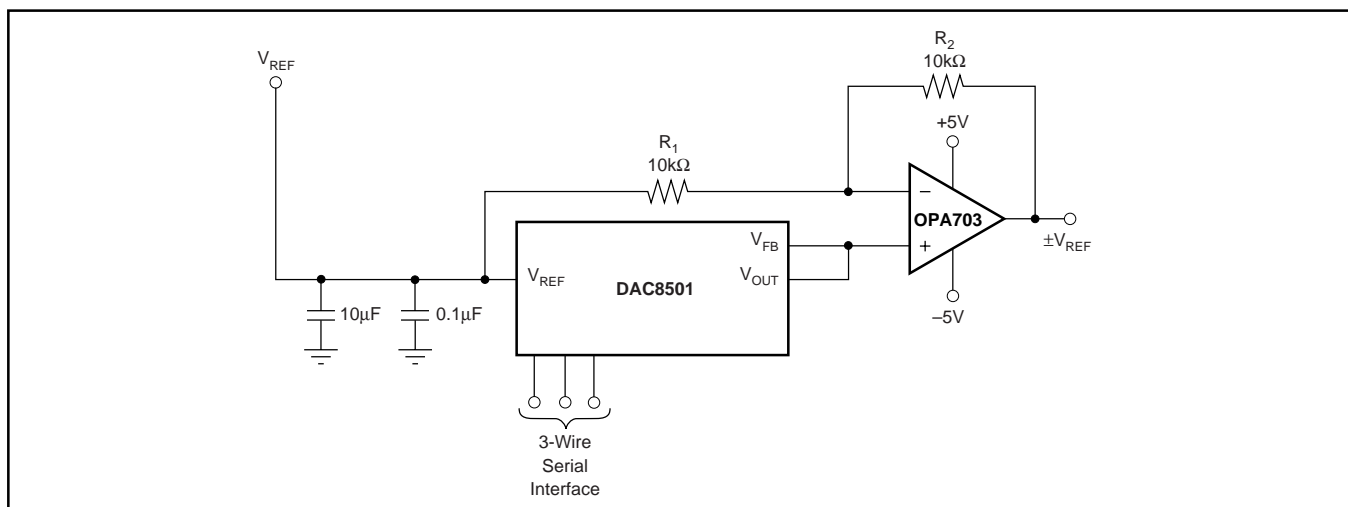 V_REF
R_2
10kΩ
+5V
R_1
10kΩ
–
OPA703
+
±V_REF
–5V
V_FB
V_REF
DAC8501
V_OUT
10μF
0.1μF
3-Wire
Serial
Interface